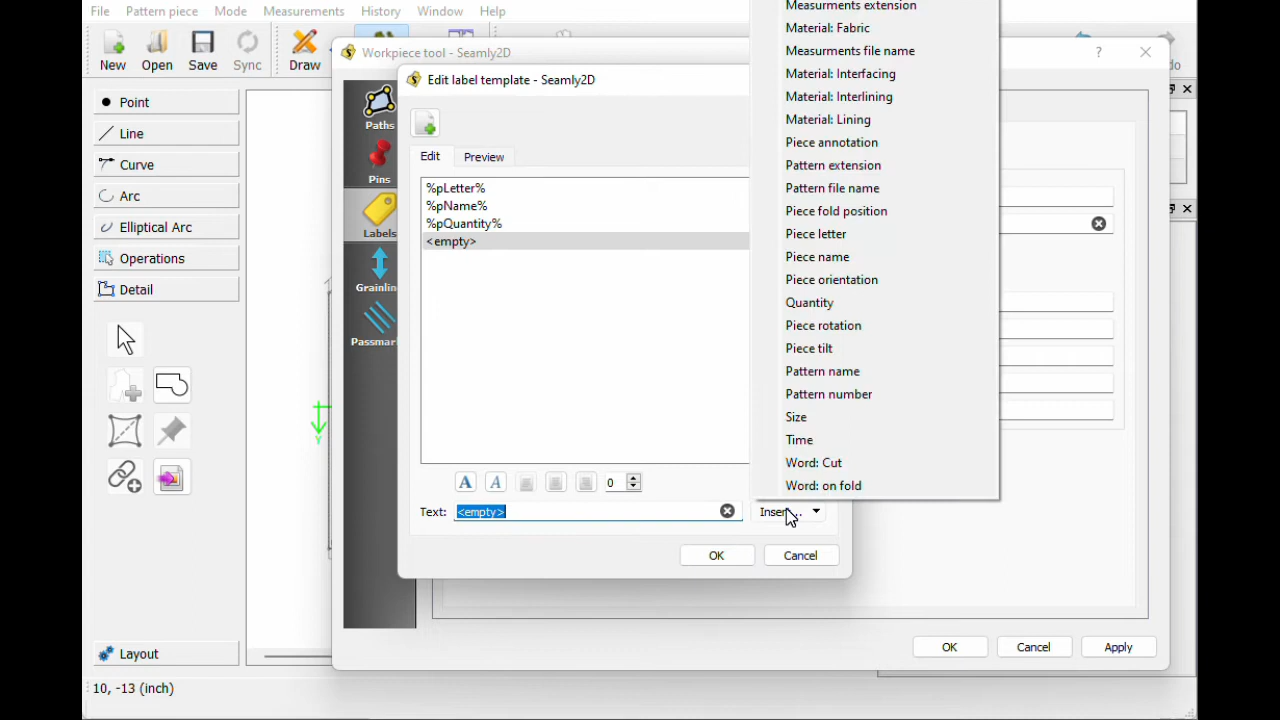 File Pattern piece Mode Measurements History Window Help
New Open Save Sync Draw
Workpiece tool - Seamly2D ?
Edit label template - Seamly2D
Point
Line
Curve
Arc
Elliptical Arc
Operations
Detail
Layout
10, -13 (inch)
Paths
Pins
Labels
Edit Preview
%pLetter%
%pName%
%pQuantity%
<empty>
0
Text: <empty>
OK Cancel
Measurments extension
Material: Fabric
Measurments file name
Material: Interfacing
Material: Interlining
Material: Lining
Piece annotation
Pattern extension
Pattern file name
Piece fold position
Piece letter
Piece name
Piece orientation
Quantity
Piece rotation
Piece tilt
Pattern name
Pattern number
Size
Time
Word: Cut
Word: on fold
OK Cancel Apply
Y